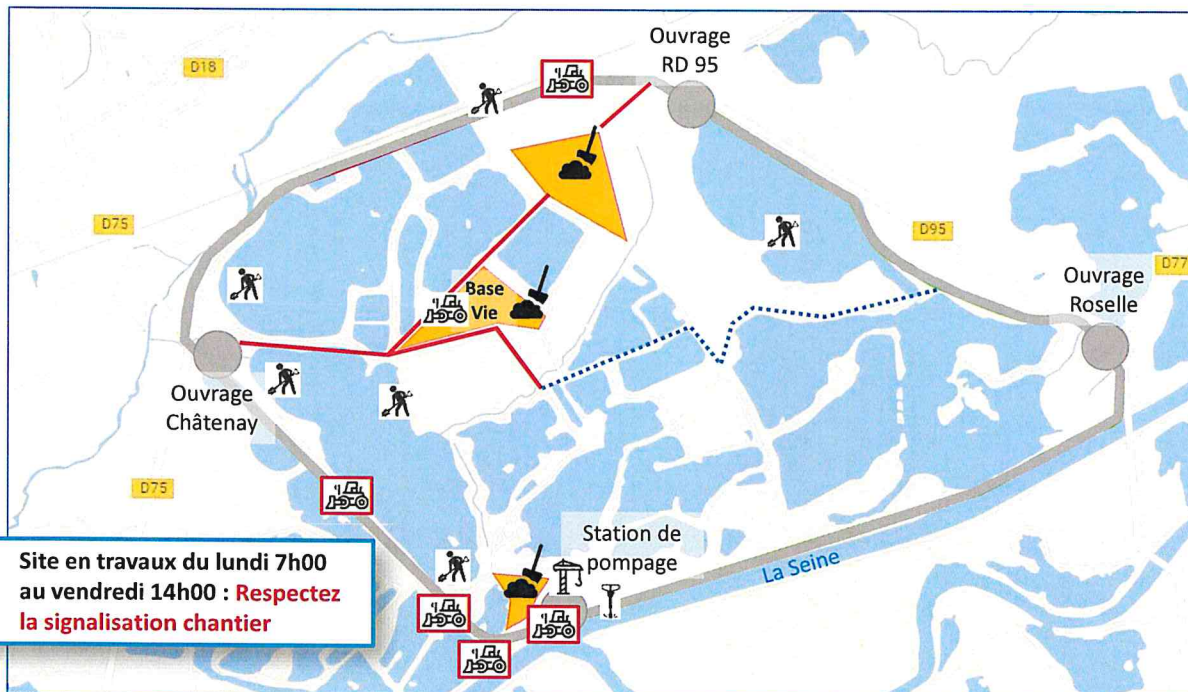 Ouvrage
RD 95
D18
D75
D95
D77
Ouvrage
Roselle
Base
Vie
Ouvrage
Châtenay
D75
Station de
pompage
La Seine
Site en travaux du lundi 7h00
au vendredi 14h00 : Respectez
la signalisation chantier